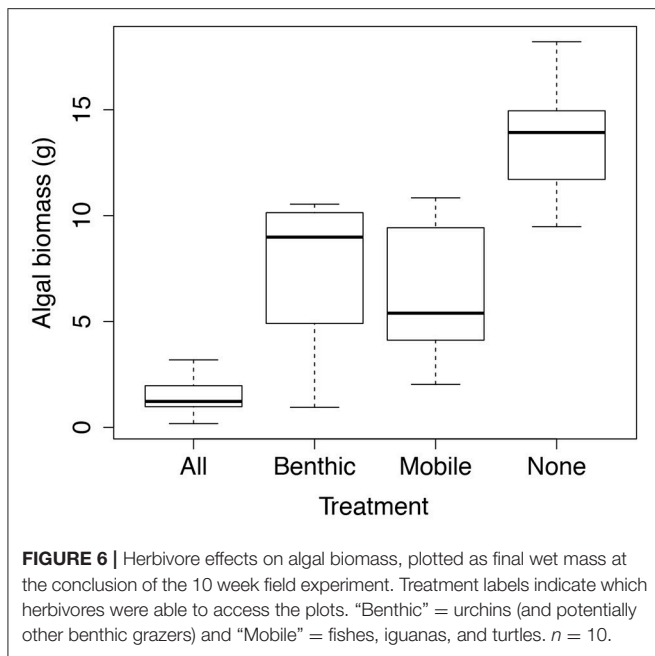 Algal biomass (g)
15
10
5
0
All Benthic Mobile None
Treatment
FIGURE 6 | Herbivore effects on algal biomass, plotted as final wet mass at
the conclusion of the 10 week field experiment. Treatment labels indicate which
herbivores were able to access the plots. “Benthic” = urchins (and potentially
other benthic grazers) and “Mobile” = fishes, iguanas, and turtles. n = 10.